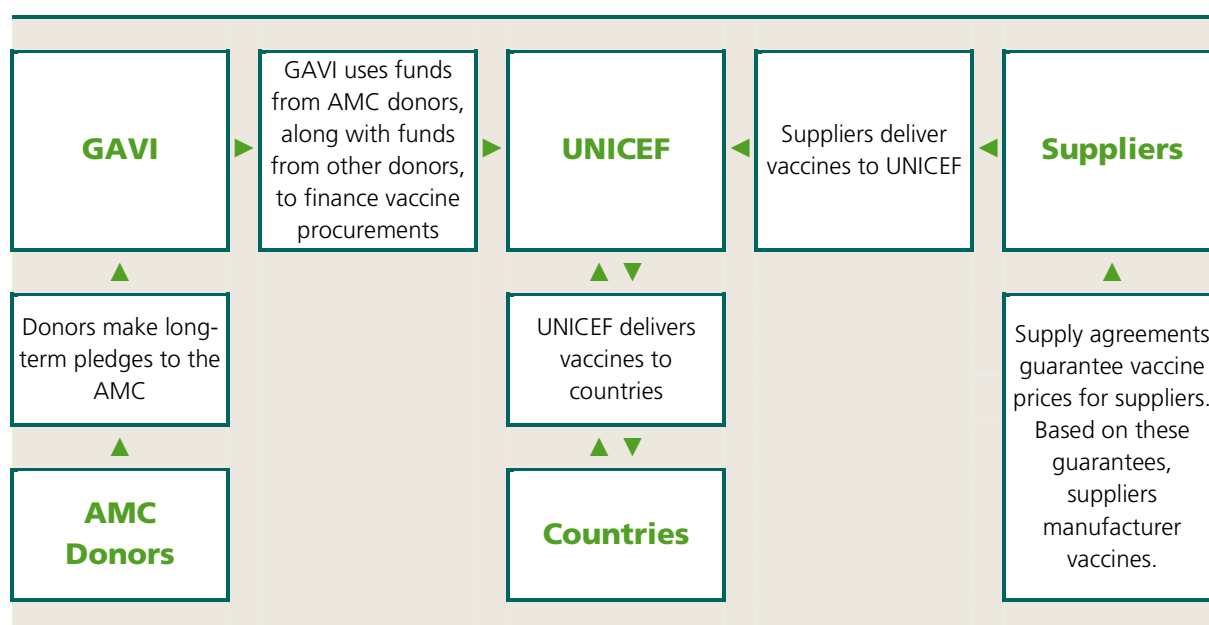 GAVI
GAVI uses funds
from AMC donors,
along with funds
from other donors,
to finance vaccine
procurements
UNICEF
Suppliers deliver
vaccines to UNICEF
Suppliers
Donors make long-
term pledges to the
AMC
UNICEF delivers
vaccines to
countries
Supply agreements
guarantee vaccine
prices for suppliers.
Based on these
guarantees,
suppliers
manufacturer
vaccines.
AMC
Donors
Countries